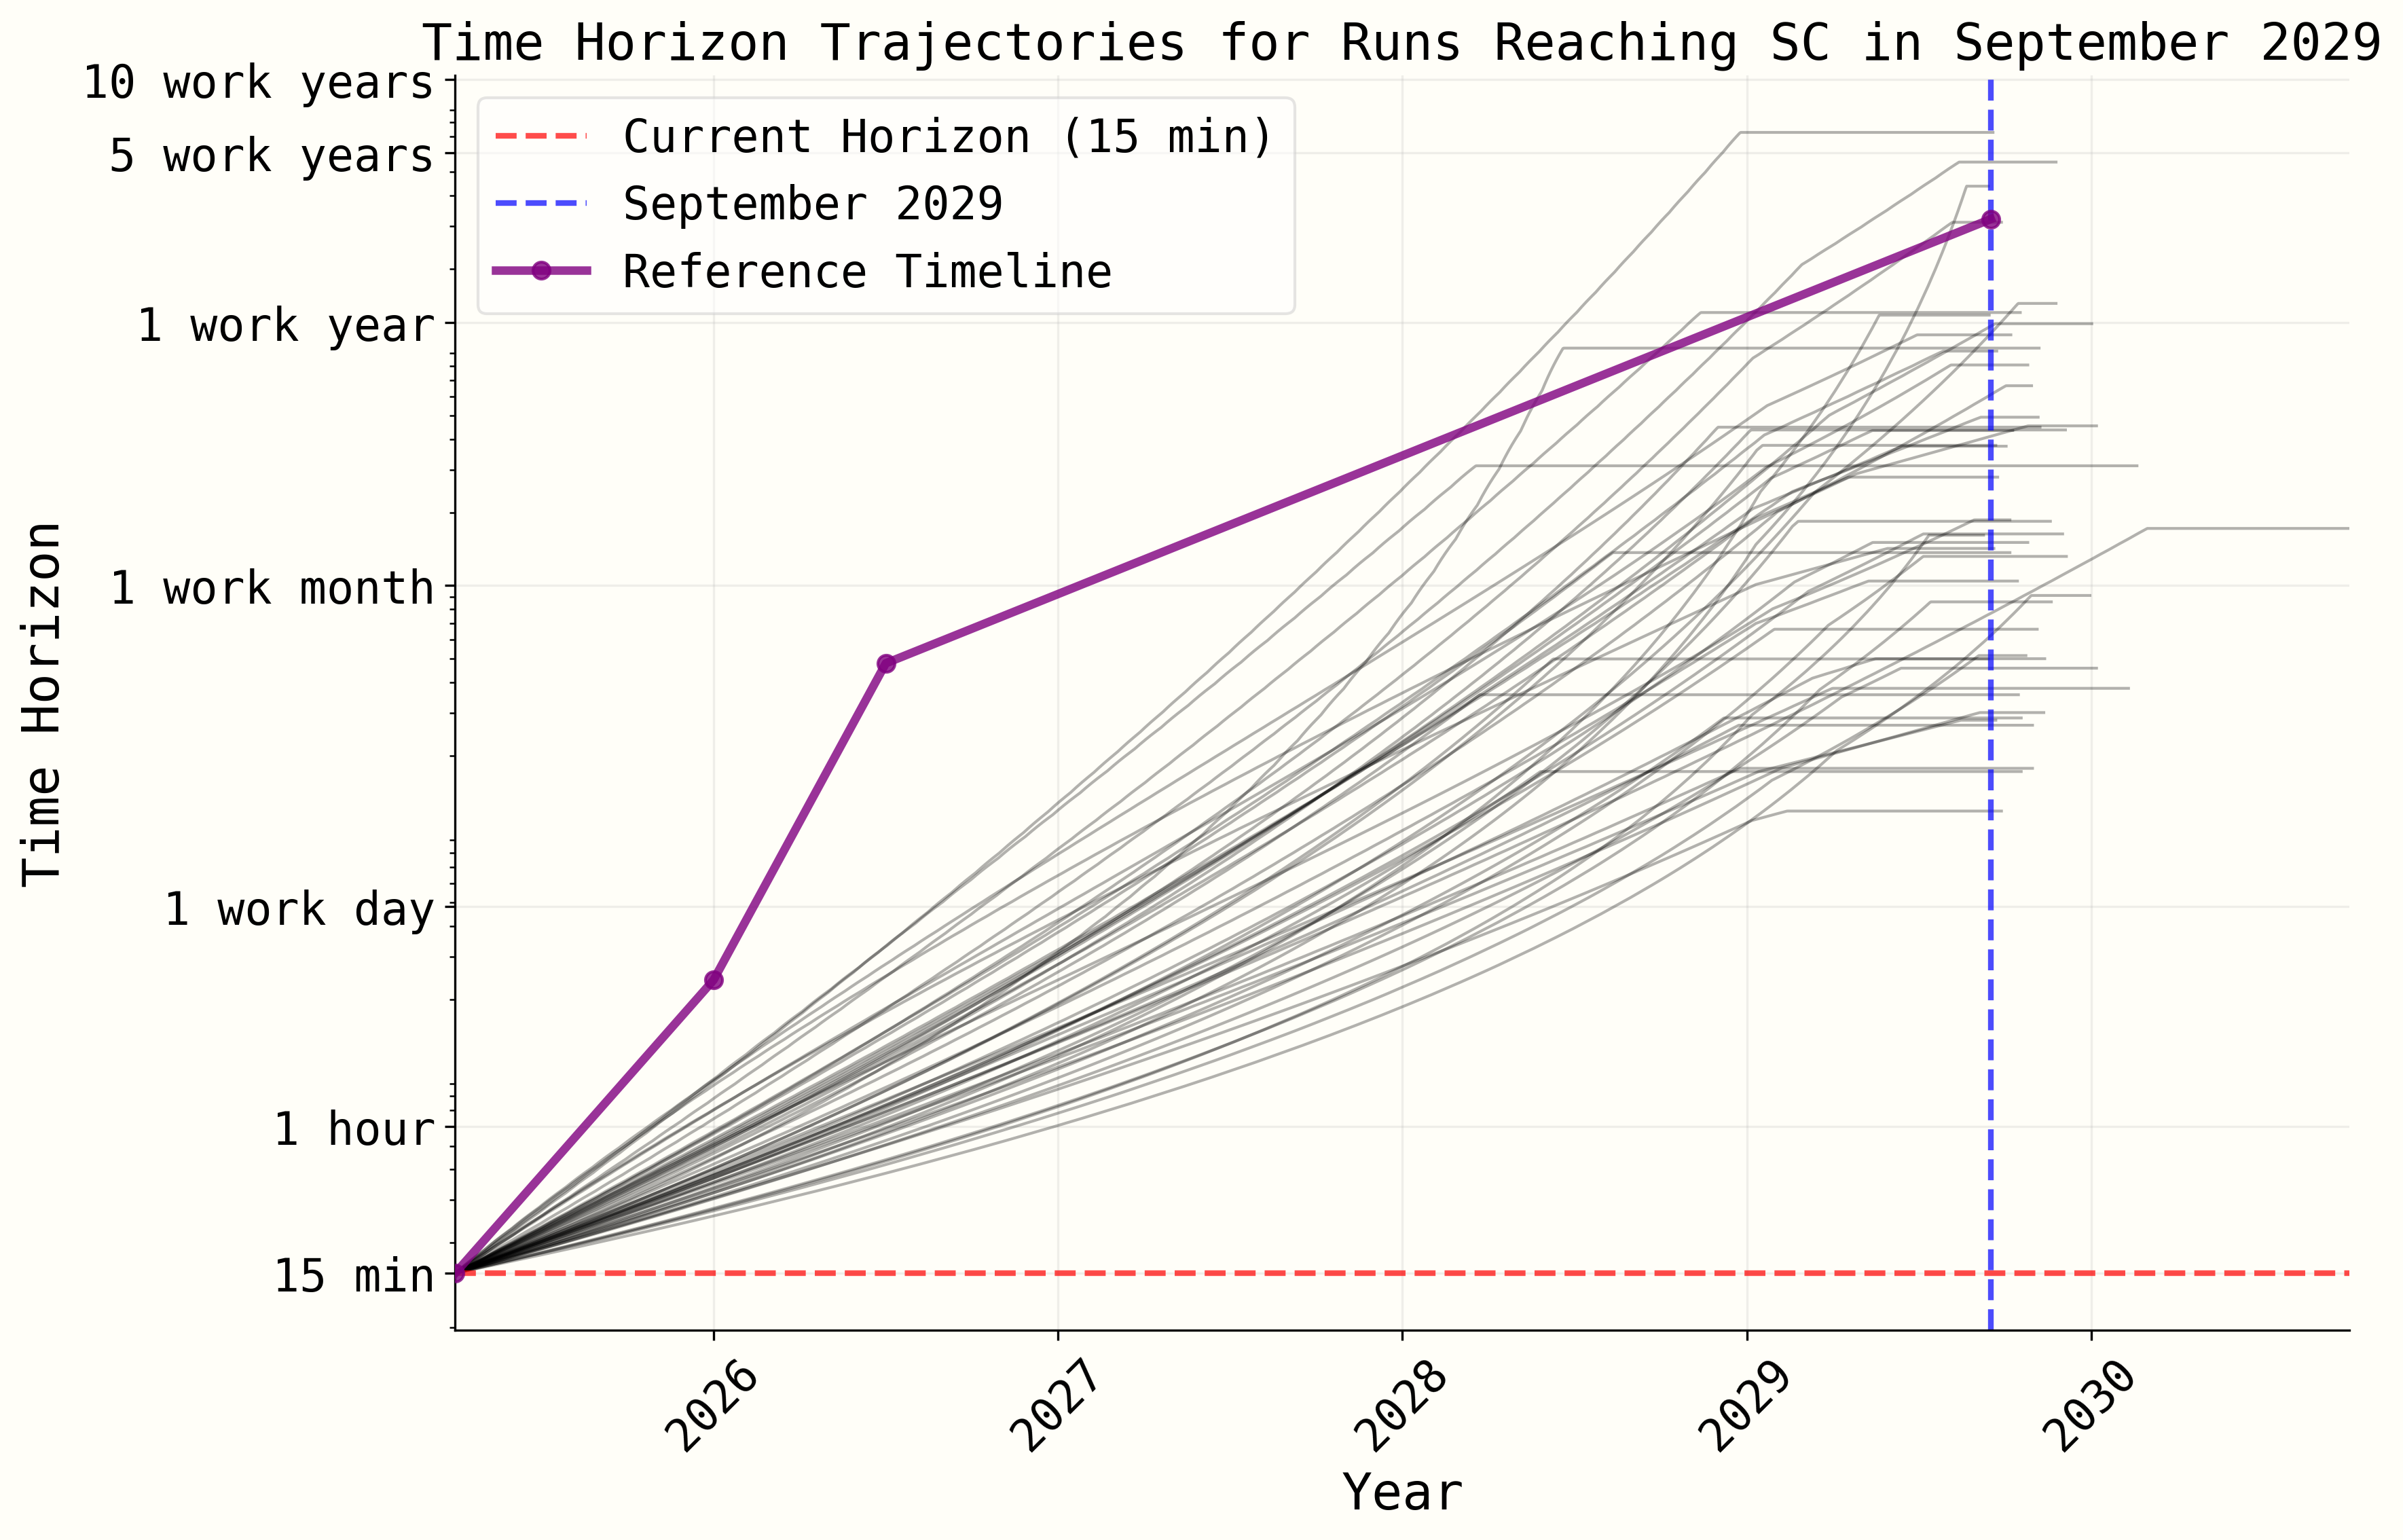 Time Horizon Trajectories for Runs Reaching SC in September 2029
10 work years
5 work years
1 work year
1 work month
1 work day
1 hour
15 min
Time Horizon
Current Horizon (15 min)
September 2029
Reference Timeline
2026
2027
2028
2029
2030
Year